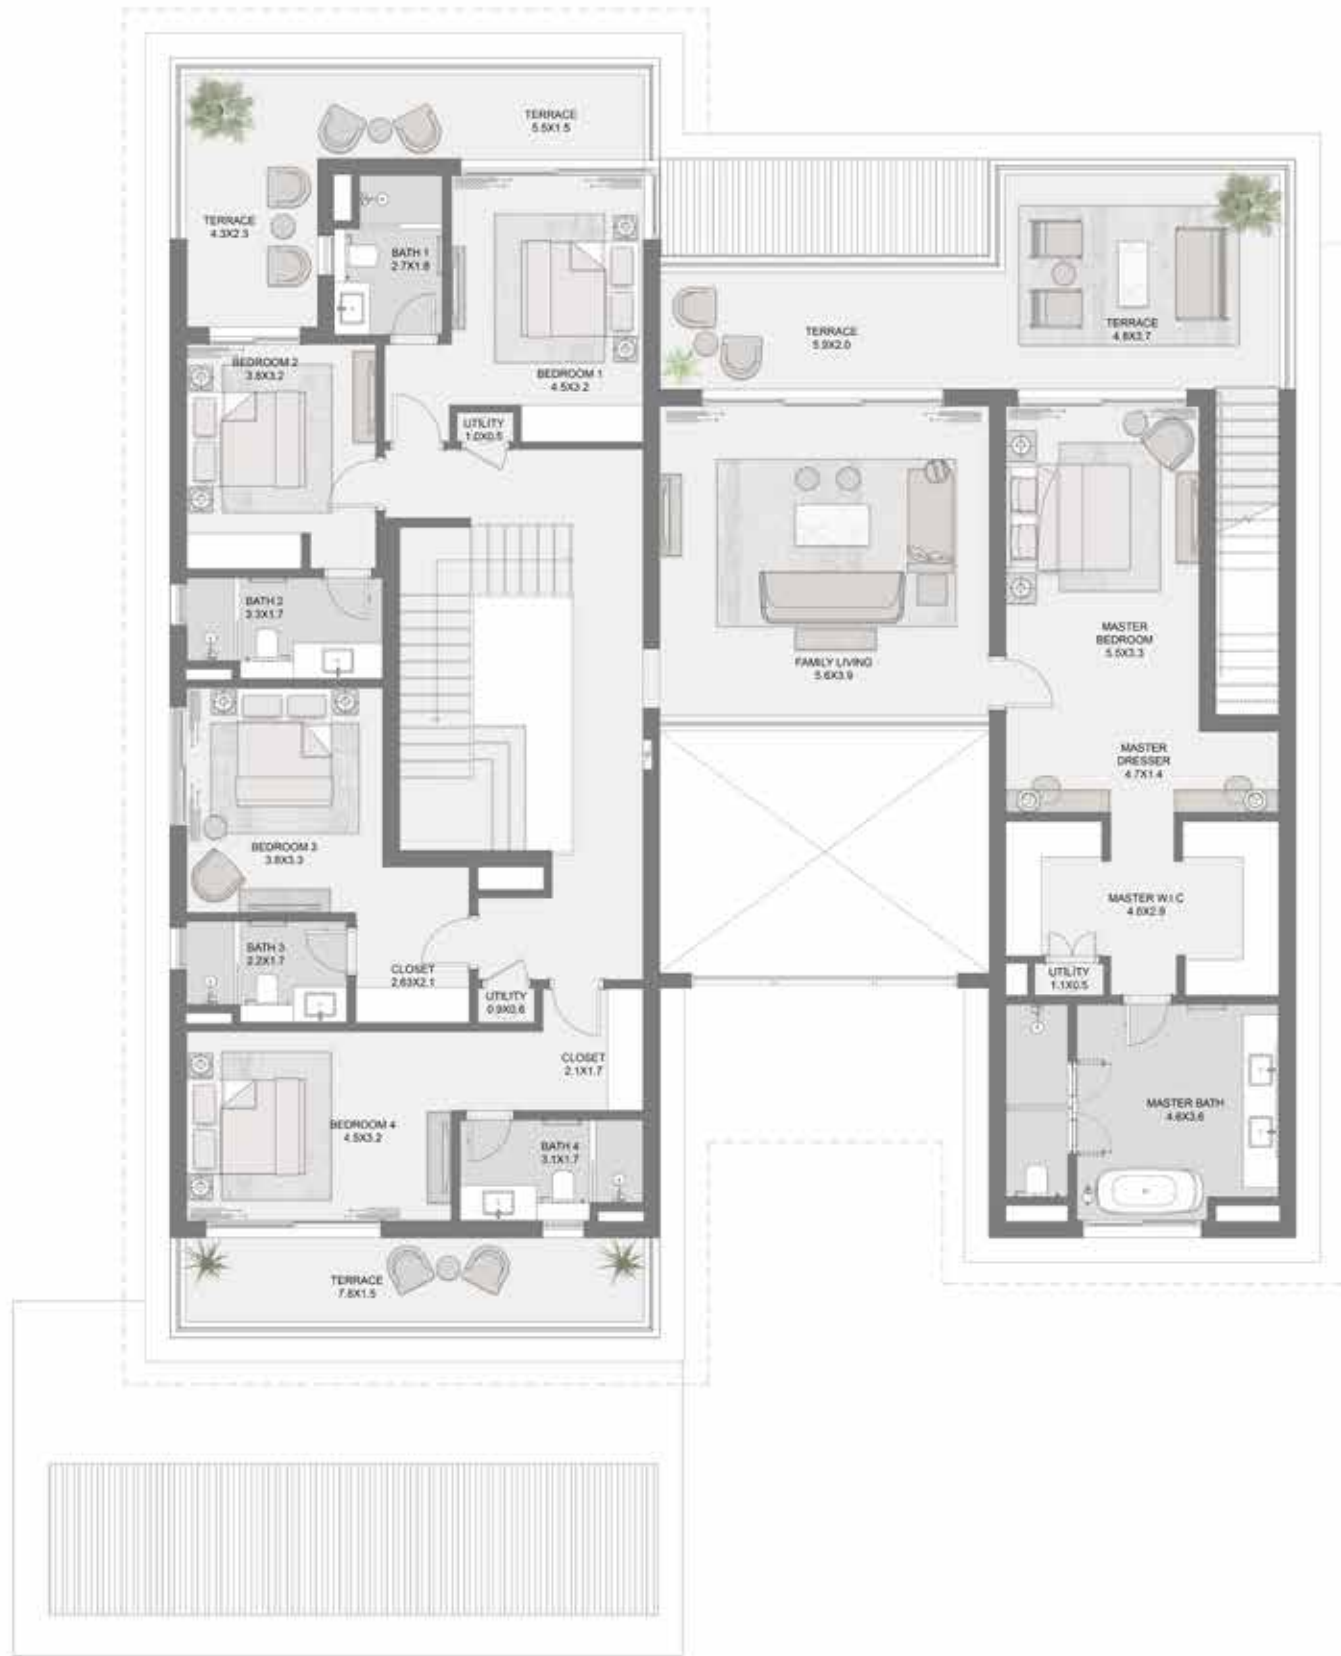 TERRACE
5.5X1.5
TERRACE
4.3X2.3
BATH 1
2.7X1.8
TERRACE
5.9X2.0
TERRACE
4.8X3.7
BEDROOM 2
3.8X3.2
BEDROOM 1
4.5X3.2
UTILITY
1.0X0.5
BATH 2
3.3X1.7
FAMILY LIVING
5.6X3.9
MASTER
BEDROOM
5.5X3.3
MASTER
DRESSER
4.7X1.4
BEDROOM 3
3.8X3.3
MASTER W.I.C
4.6X2.9
BATH 3
2.2X1.7
CLOSET
2.63X2.1
UTILITY
0.9X0.6
UTILITY
1.1X0.5
CLOSET
2.1X1.7
BEDROOM 4
4.5X3.2
BATH 4
3.1X1.7
MASTER BATH
4.6X3.6
TERRACE
7.8X1.5